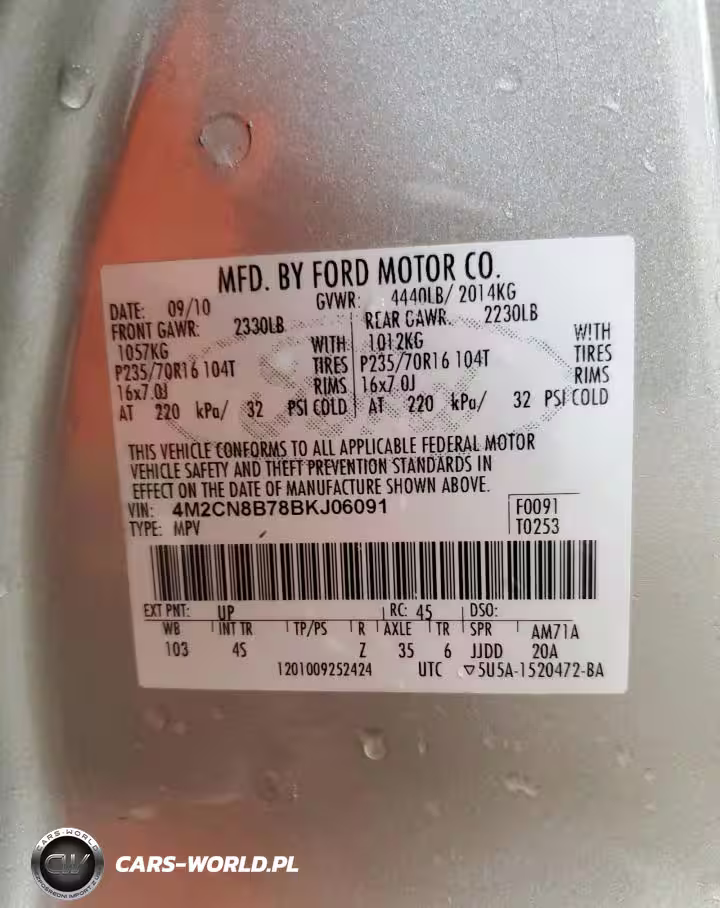 MFD. BY FORD MOTOR CO.
DATE: 09/10 GVWR: 4440LB/ 2014KG
FRONT GAWR: 2330LB REAR GAWR: 2230LB
1057KG WITH 1012KG WITH
P235/70R16 104T TIRES P235/70R16 104T TIRES
16x7.0J RIMS 16x7.0J RIMS
AT 220 kPa/ 32 PSI COLD AT 220 kPa/ 32 PSI COLD
THIS VEHICLE CONFORMS TO ALL APPLICABLE FEDERAL MOTOR
VEHICLE SAFETY AND THEFT PREVENTION STANDARDS IN
EFFECT ON THE DATE OF MANUFACTURE SHOWN ABOVE.
VIN: 4M2CN8B78BKJ06091 F0091
TYPE: MPV T0253
EXT PNT: UP RC: 45 DSO:
WB INT TR TP/PS R AXLE TR SPR AM71A
103 4S Z 35 6 JJDD 20A
1201009252424 UTC ▽5U5A-1520472-BA
CARS-WORLD
CW
CARS-WORLD.PL